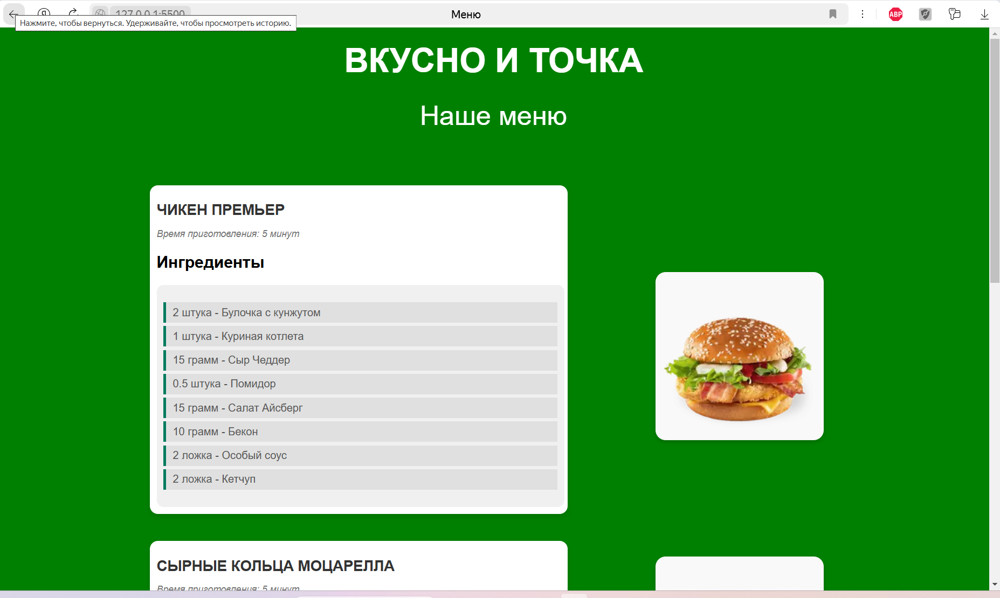 127.0.0.1:5500
Меню
ABP
Нажмите, чтобы вернуться. Удерживайте, чтобы просмотреть историю.
ВКУСНО И ТОЧКА
Наше меню
ЧИКЕН ПРЕМЬЕР
Время приготовления: 5 минут
Ингредиенты
2 штука - Булочка с кунжутом
1 штука - Куриная котлета
15 грамм - Сыр Чеддер
0.5 штука - Помидор
15 грамм - Салат Айсберг
10 грамм - Бекон
2 ложка - Особый соус
2 ложка - Кетчуп
СЫРНЫЕ КОЛЬЦА МОЦАРЕЛЛА
Время приготовления: 5 минут